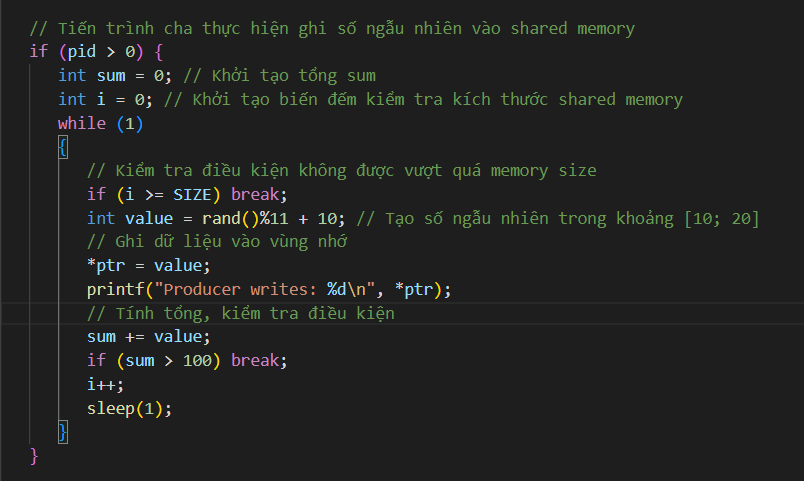 // Tiến trình cha thực hiện ghi số ngẫu nhiên vào shared memory
if (pid > 0) {
int sum = 0; // Khởi tạo tổng sum
int i = 0; // Khởi tạo biến đếm kiểm tra kích thước shared memory
while (1)
{
// Kiểm tra điều kiện không được vượt quá memory size
if (i >= SIZE) break;
int value = rand()%11 + 10; // Tạo số ngẫu nhiên trong khoảng [10; 20]
// Ghi dữ liệu vào vùng nhớ
*ptr = value;
printf("Producer writes: %d\n", *ptr);
// Tính tổng, kiểm tra điều kiện
sum += value;
if (sum > 100) break;
i++;
sleep(1);
}
}